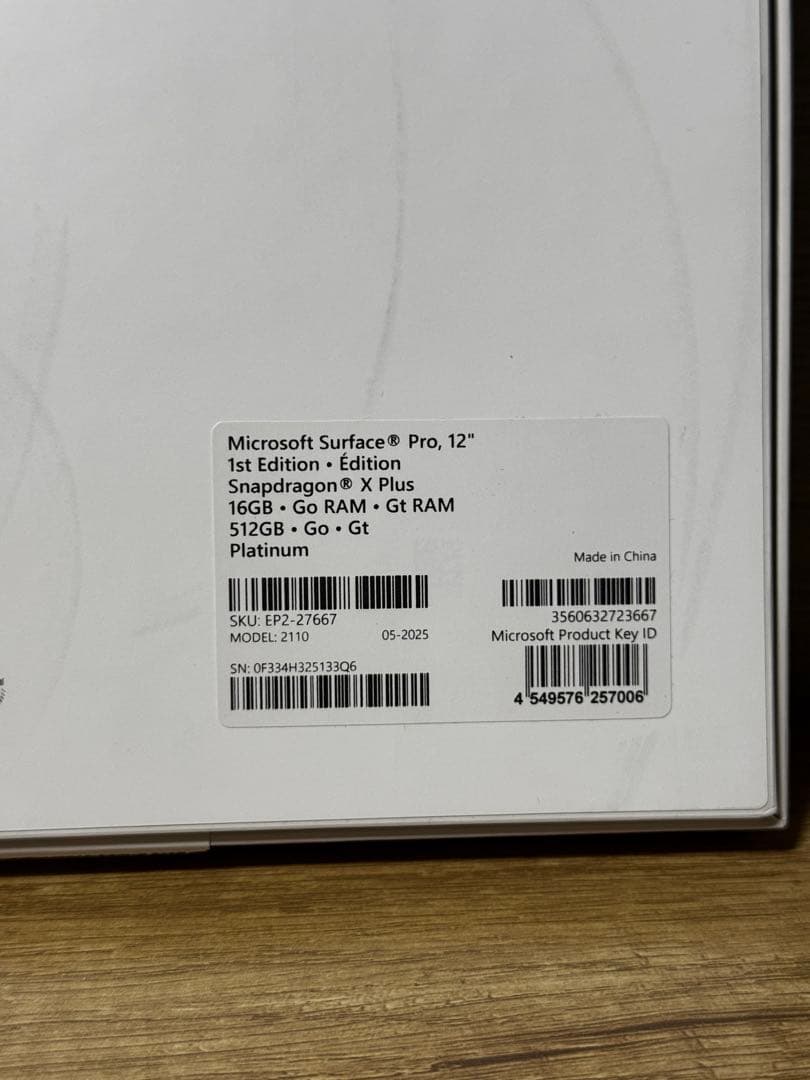 Microsoft Surface® Pro, 12"
1st Edition • Édition
Snapdragon® X Plus
16GB • Go RAM • Gt RAM
512GB • Go • Gt
Platinum
Made in China
SKU: EP2-27667
MODEL: 2110 05-2025
SN: 0F334H325133Q6
3560632723667
Microsoft Product Key ID
4 549576 257006